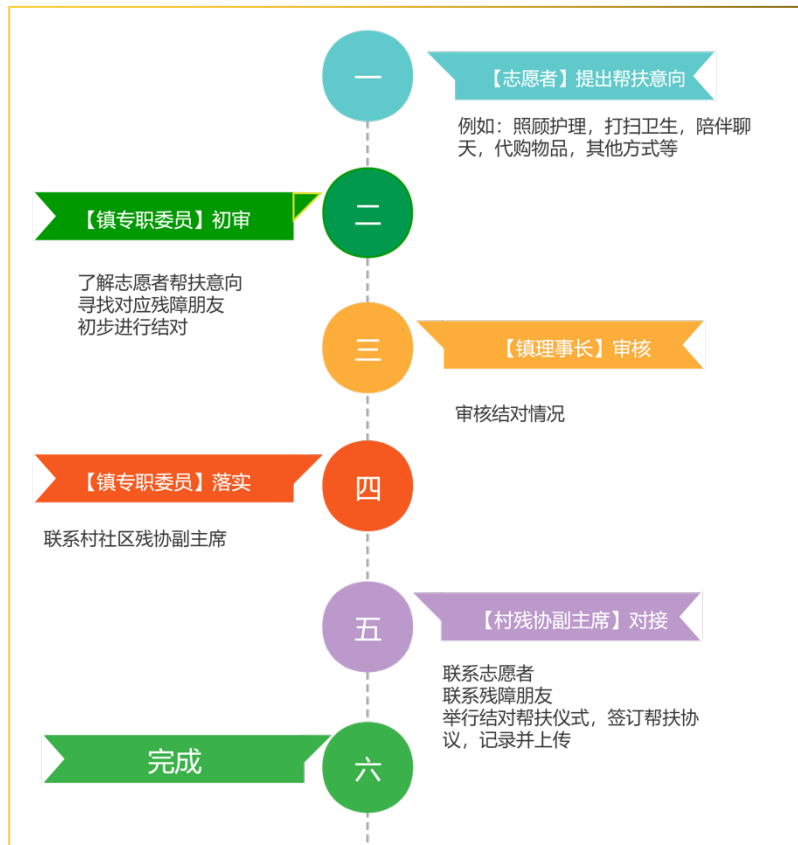 一
【志愿者】提出帮扶意向
例如：照顾护理，打扫卫生，陪伴聊
天，代购物品，其他方式等
二
【镇专职委员】初审
了解志愿者帮扶意向
寻找对应残障朋友
初步进行结对
三
【镇理事长】审核
审核结对情况
四
【镇专职委员】落实
联系村社区残协副主席
五
【村残协副主席】对接
联系志愿者
联系残障朋友
举行结对帮扶仪式，签订帮扶协
议，记录并上传
六
完成